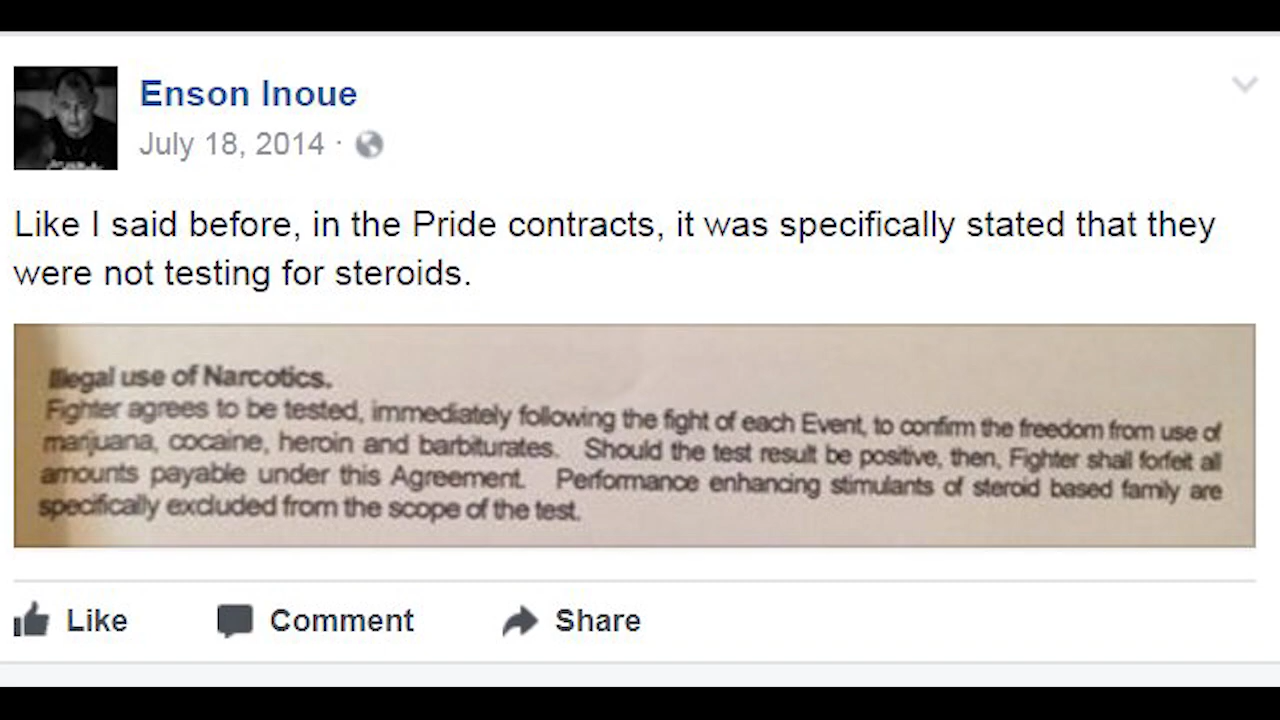 Enson Inoue
July 18, 2014 ·
Like I said before, in the Pride contracts, it was specifically stated that they
were not testing for steroids.
Illegal use of Narcotics.
Fighter agrees to be tested, immediately following the fight of each Event, to confirm the freedom from use of
marijuana, cocaine, heroin and barbiturates. Should the test result be positive, then, Fighter shall forfeit all
amounts payable under this Agreement. Performance enhancing stimulants of steroid based family are
specifically excluded from the scope of the test.
Like Comment Share